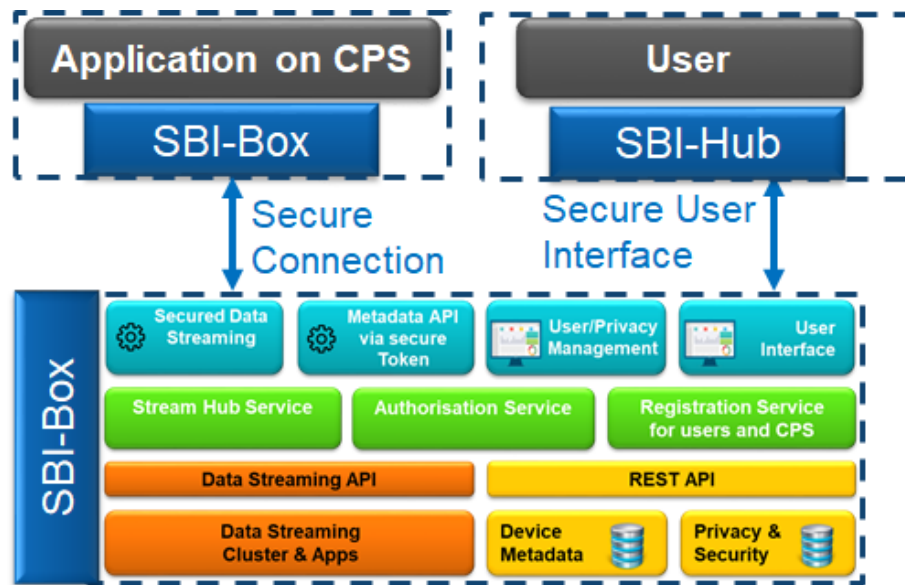 Application on CPS
SBI-Box
User
SBI-Hub
Secure
Connection
Secure User
Interface
SBI-Box
Secured Data
Streaming
Metadata API
via secure
Token
User/Privacy
Management
User
Interface
Stream Hub Service
Authorisation Service
Registration Service
for users and CPS
Data Streaming API
REST API
Data Streaming
Cluster & Apps
Device
Metadata
Privacy &
Security